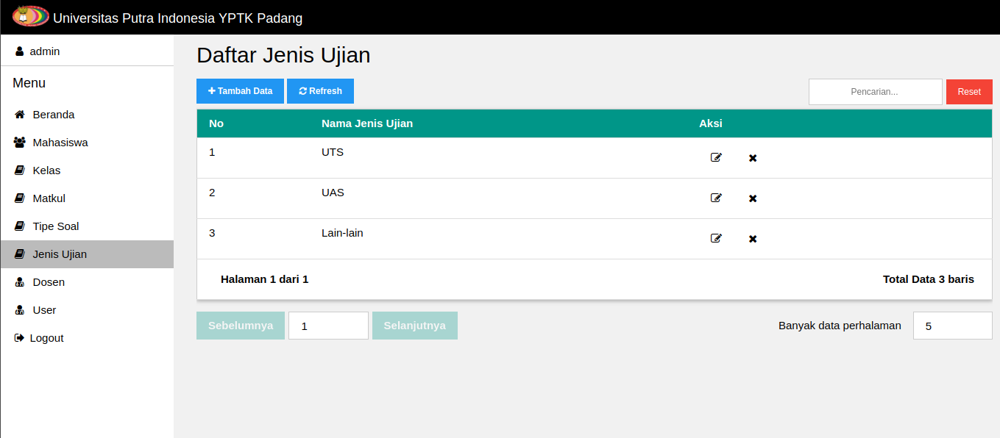 Universitas Putra Indonesia YPTK Padang
admin
Menu
Beranda
Mahasiswa
Kelas
Matkul
Tipe Soal
Jenis Ujian
Dosen
User
Logout
Daftar Jenis Ujian
Tambah Data Refresh Pencarian... Reset
No Nama Jenis Ujian Aksi
1 UTS
2 UAS
3 Lain-lain
Halaman 1 dari 1 Total Data 3 baris
Sebelumnya 1 Selanjutnya Banyak data perhalaman 5